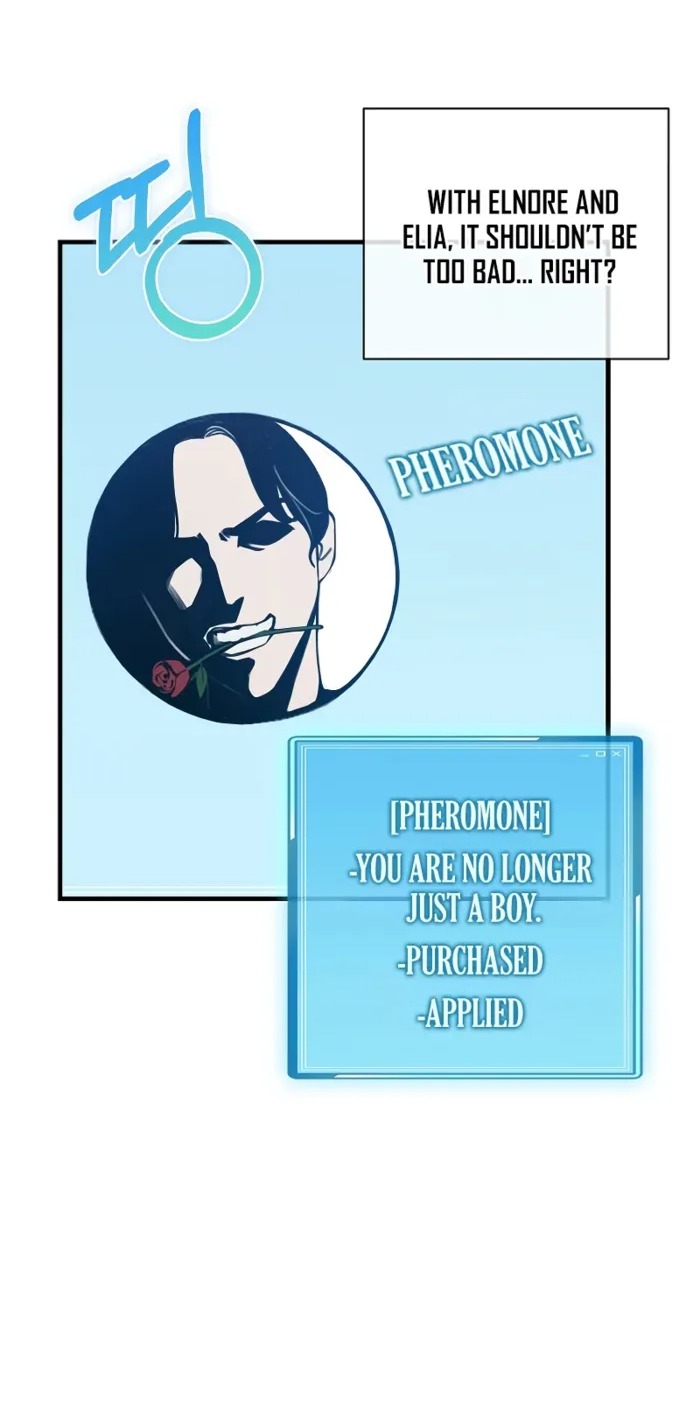 띠!
WITH ELNORE AND
ELIA, IT SHOULDN'T BE
TOO BAD... RIGHT?
PHEROMONE
[PHEROMONE]
-YOU ARE NO LONGER
JUST A BOY.
-PURCHASED
-APPLIED